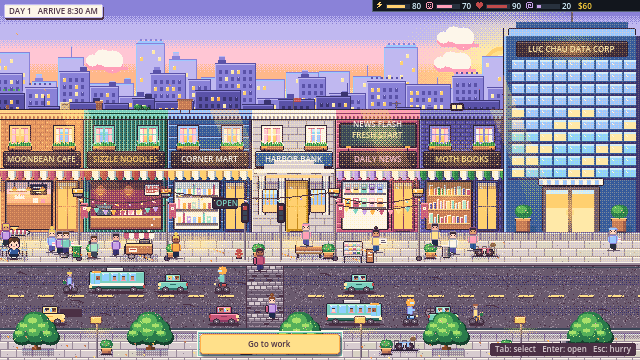 DAY 1 ARRIVE 8:30 AM
80 70 90 20 $60
LUC CHAU DATA CORP
NEWS FLASH
FRESH START
MOONBEAN CAFE
SIZZLE NOODLES
CORNER MART
HARBOR BANK
DAILY NEWS
MOTH BOOKS
OPEN
Go to work
Tab: select Enter: open Esc: hurry